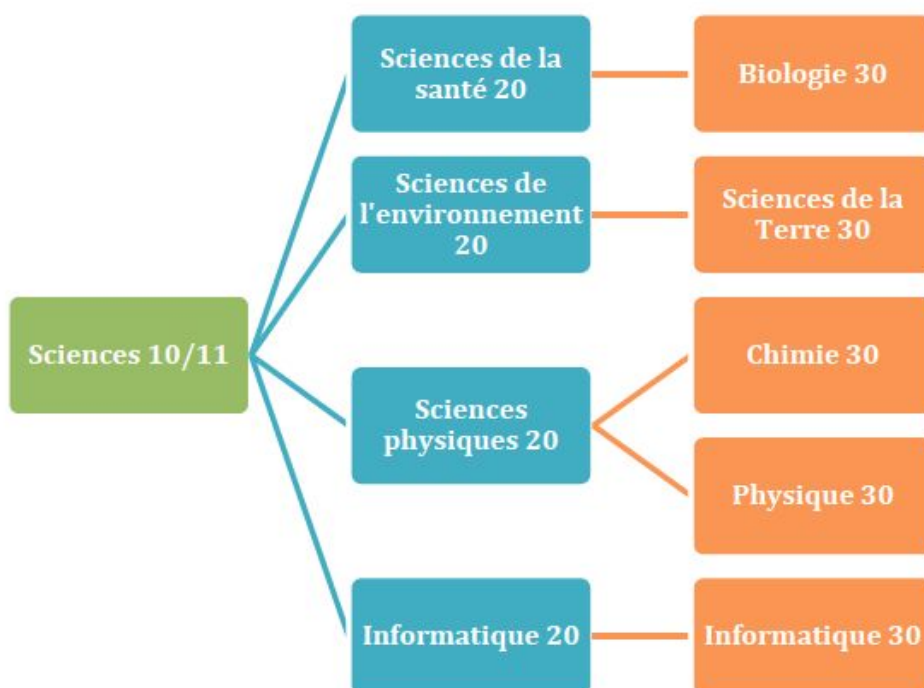 Sciences 10/11
Sciences de la
santé 20
Sciences de
l'environnement
20
Sciences
physiques 20
Informatique 20
Biologie 30
Sciences de la
Terre 30
Chimie 30
Physique 30
Informatique 30